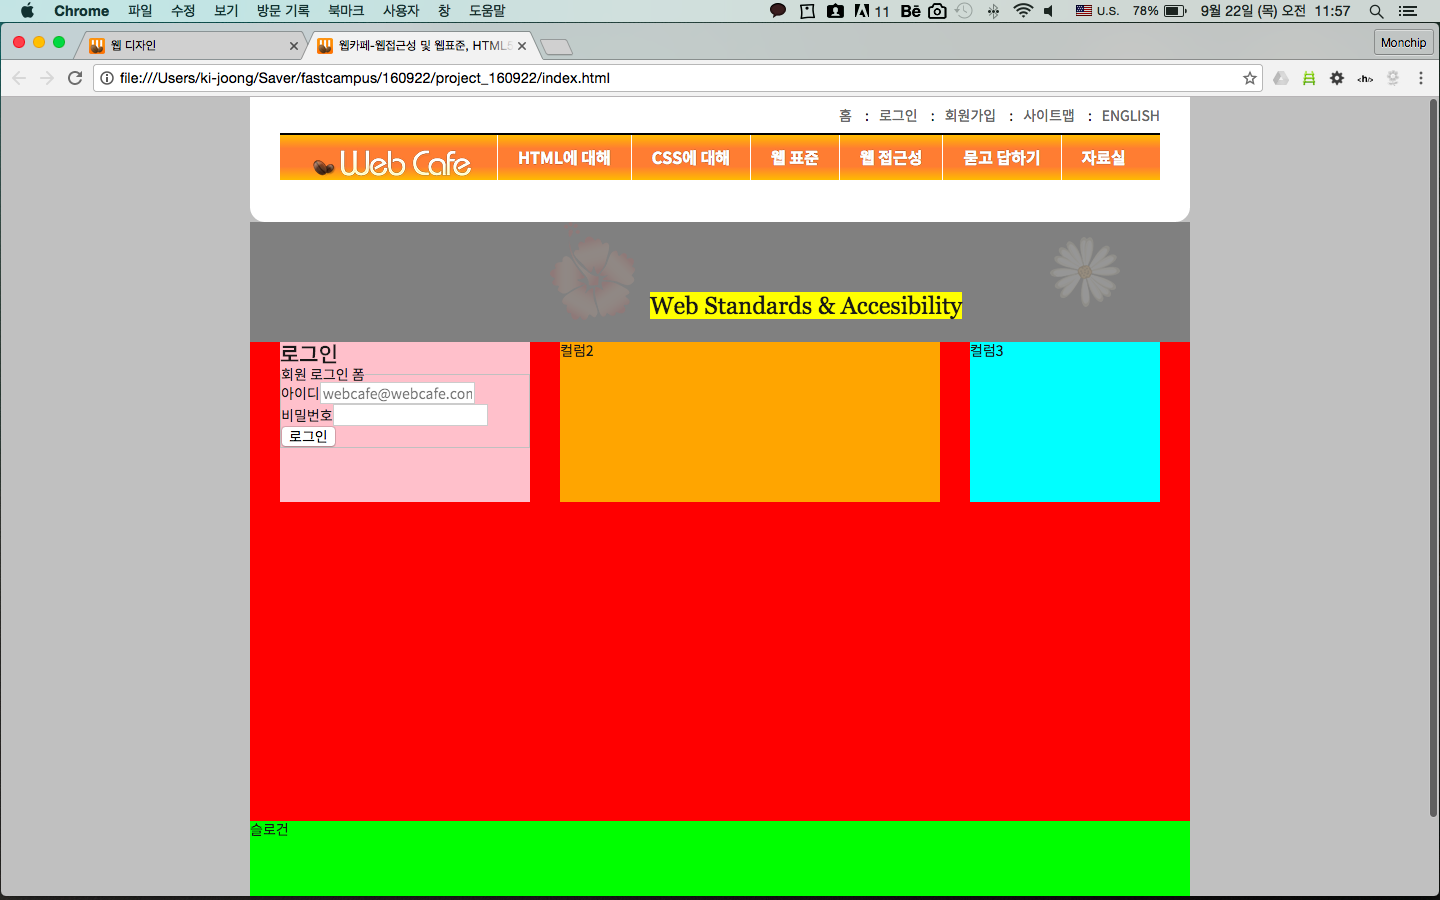 Chrome 파일 수정 보기 방문 기록 북마크 사용자 창 도움말 11 Bē U.S. 78% 9월 22일 (목) 오전 11:57
웹 디자인 웹카페-웹접근성 및 웹표준, HTML5 Monchip
file:///Users/ki-joong/Saver/fastcampus/160922/project_160922/index.html <h/>
홈 : 로그인 : 회원가입 : 사이트맵 : ENGLISH
Web Cafe HTML에 대해 CSS에 대해 웹 표준 웹 접근성 묻고 답하기 자료실
Web Standards & Accesibility
로그인 컬럼2 컬럼3
회원 로그인 폼
아이디 webcafe@webcafe.com
비밀번호
로그인
슬로건